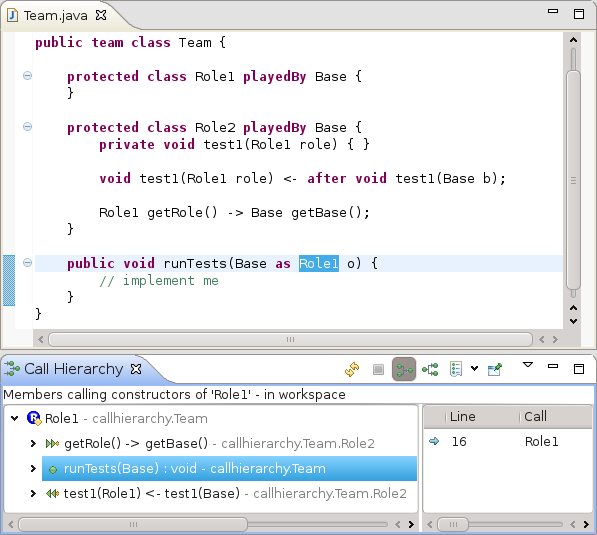 Team.java
public team class Team {
protected class Role1 playedBy Base {
}
protected class Role2 playedBy Base {
private void test1(Role1 role) { }
void test1(Role1 role) <- after void test1(Base b);
Role1 getRole() -> Base getBase();
}
public void runTests(Base as Role1 o) {
// implement me
}
}
Call Hierarchy
Members calling constructors of 'Role1' - in workspace
Role1 - callhierarchy.Team
getRole() -> getBase() - callhierarchy.Team.Role2
runTests(Base) : void - callhierarchy.Team
test1(Role1) <- test1(Base) - callhierarchy.Team.Role2
Line Call
16 Role1